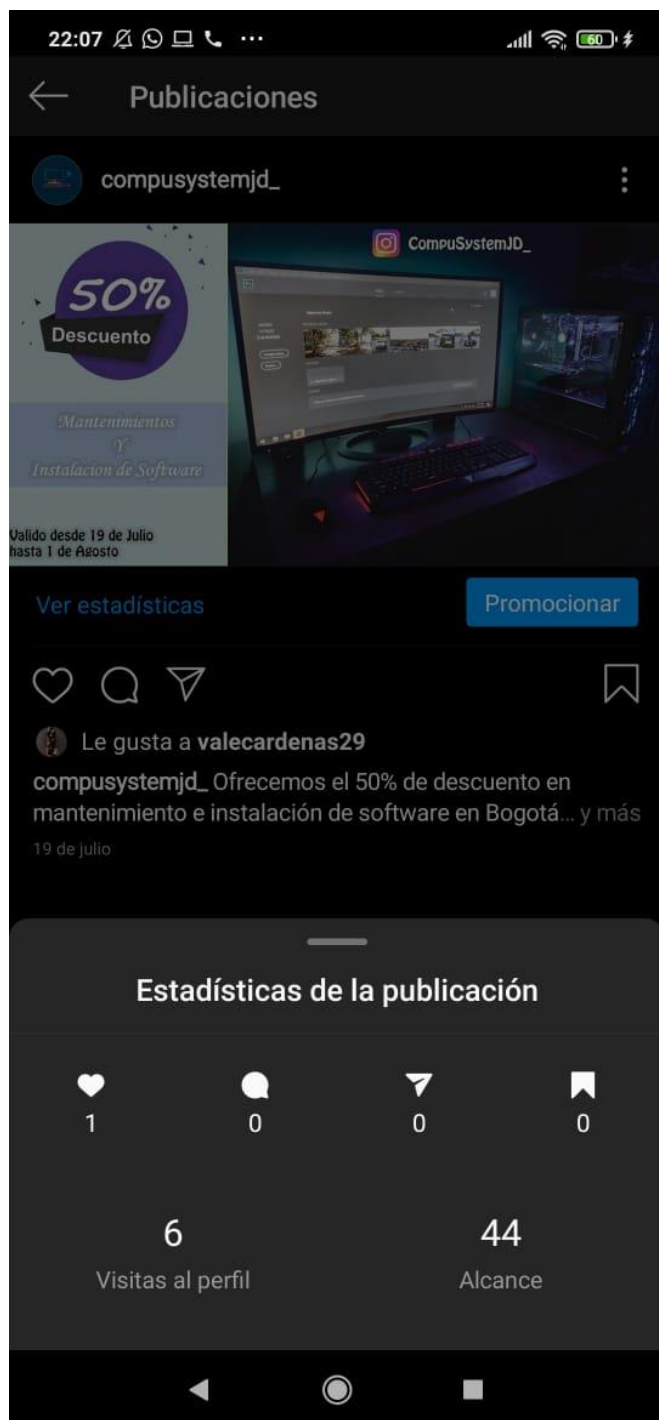 22:07
60
Publicaciones
compusystemjd_
CompuSystemJD_
50%
Descuento
Mantenimientos
Y
Instalacion de Software
Valido desde 19 de Julio
hasta 1 de Agosto
Ver estadísticas
Promocionar
Le gusta a valecardenas29
compusystemjd_ Ofrecemos el 50% de descuento en
mantenimiento e instalación de software en Bogotá... y más
19 de julio
Estadísticas de la publicación
1
0
0
0
6
44
Visitas al perfil
Alcance